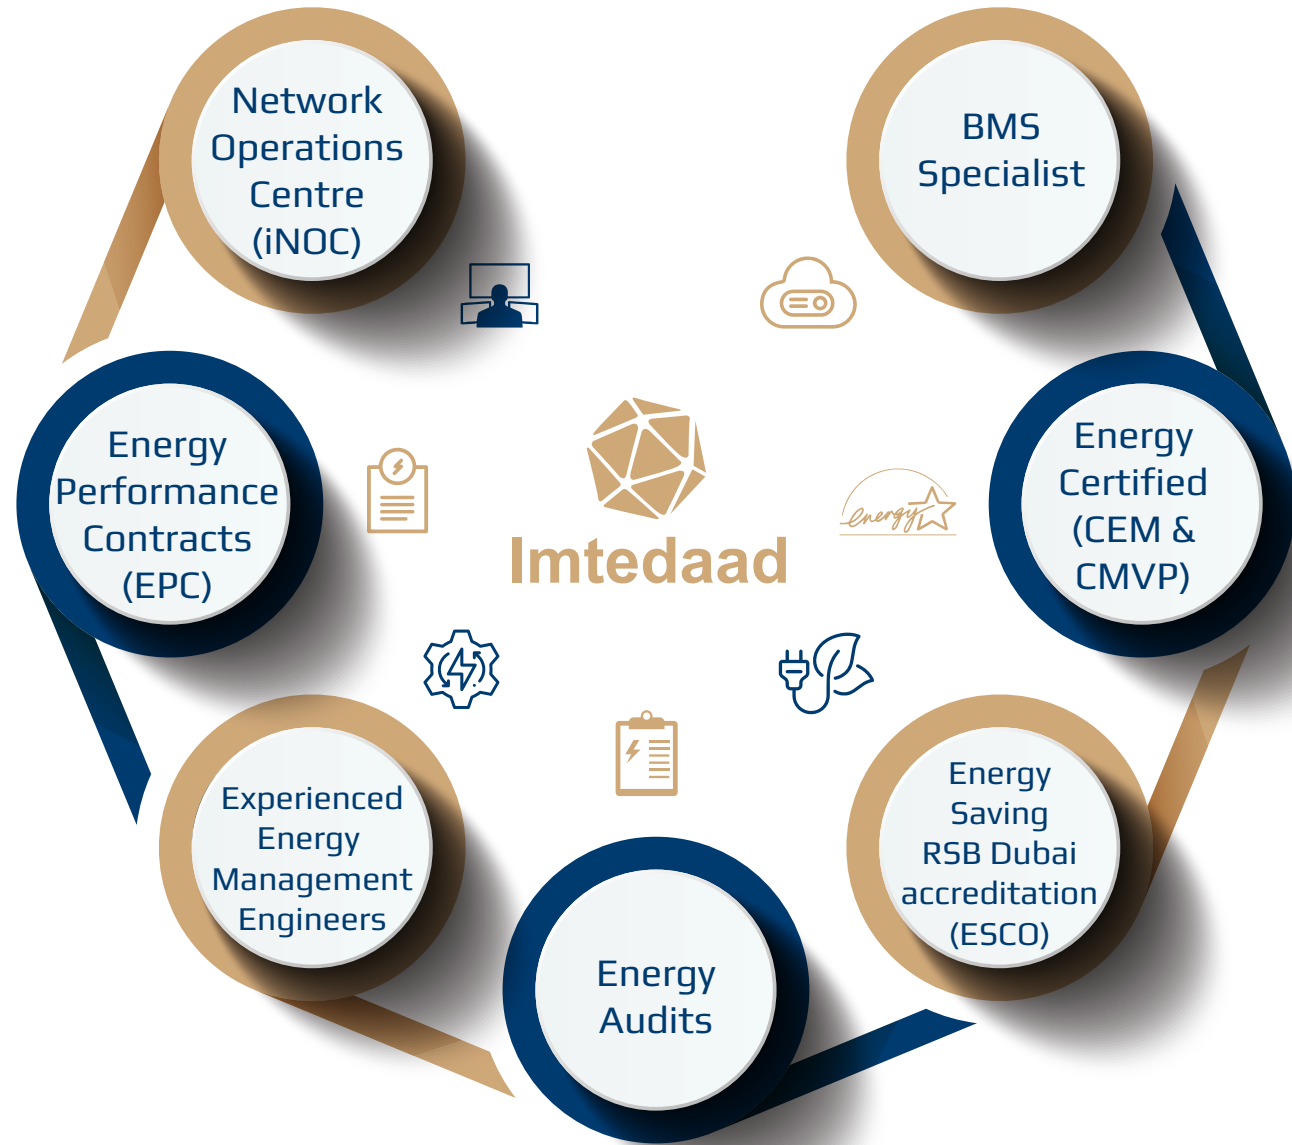 Network
Operations
Centre
(iNOC)
BMS
Specialist
Energy
Performance
Contracts
(EPC)
Imtedaad
energy
Energy
Certified
(CEM &
CMVP)
Experienced
Energy
Management
Engineers
Energy
Audits
Energy
Saving
RSB Dubai
accreditation
(ESCO)